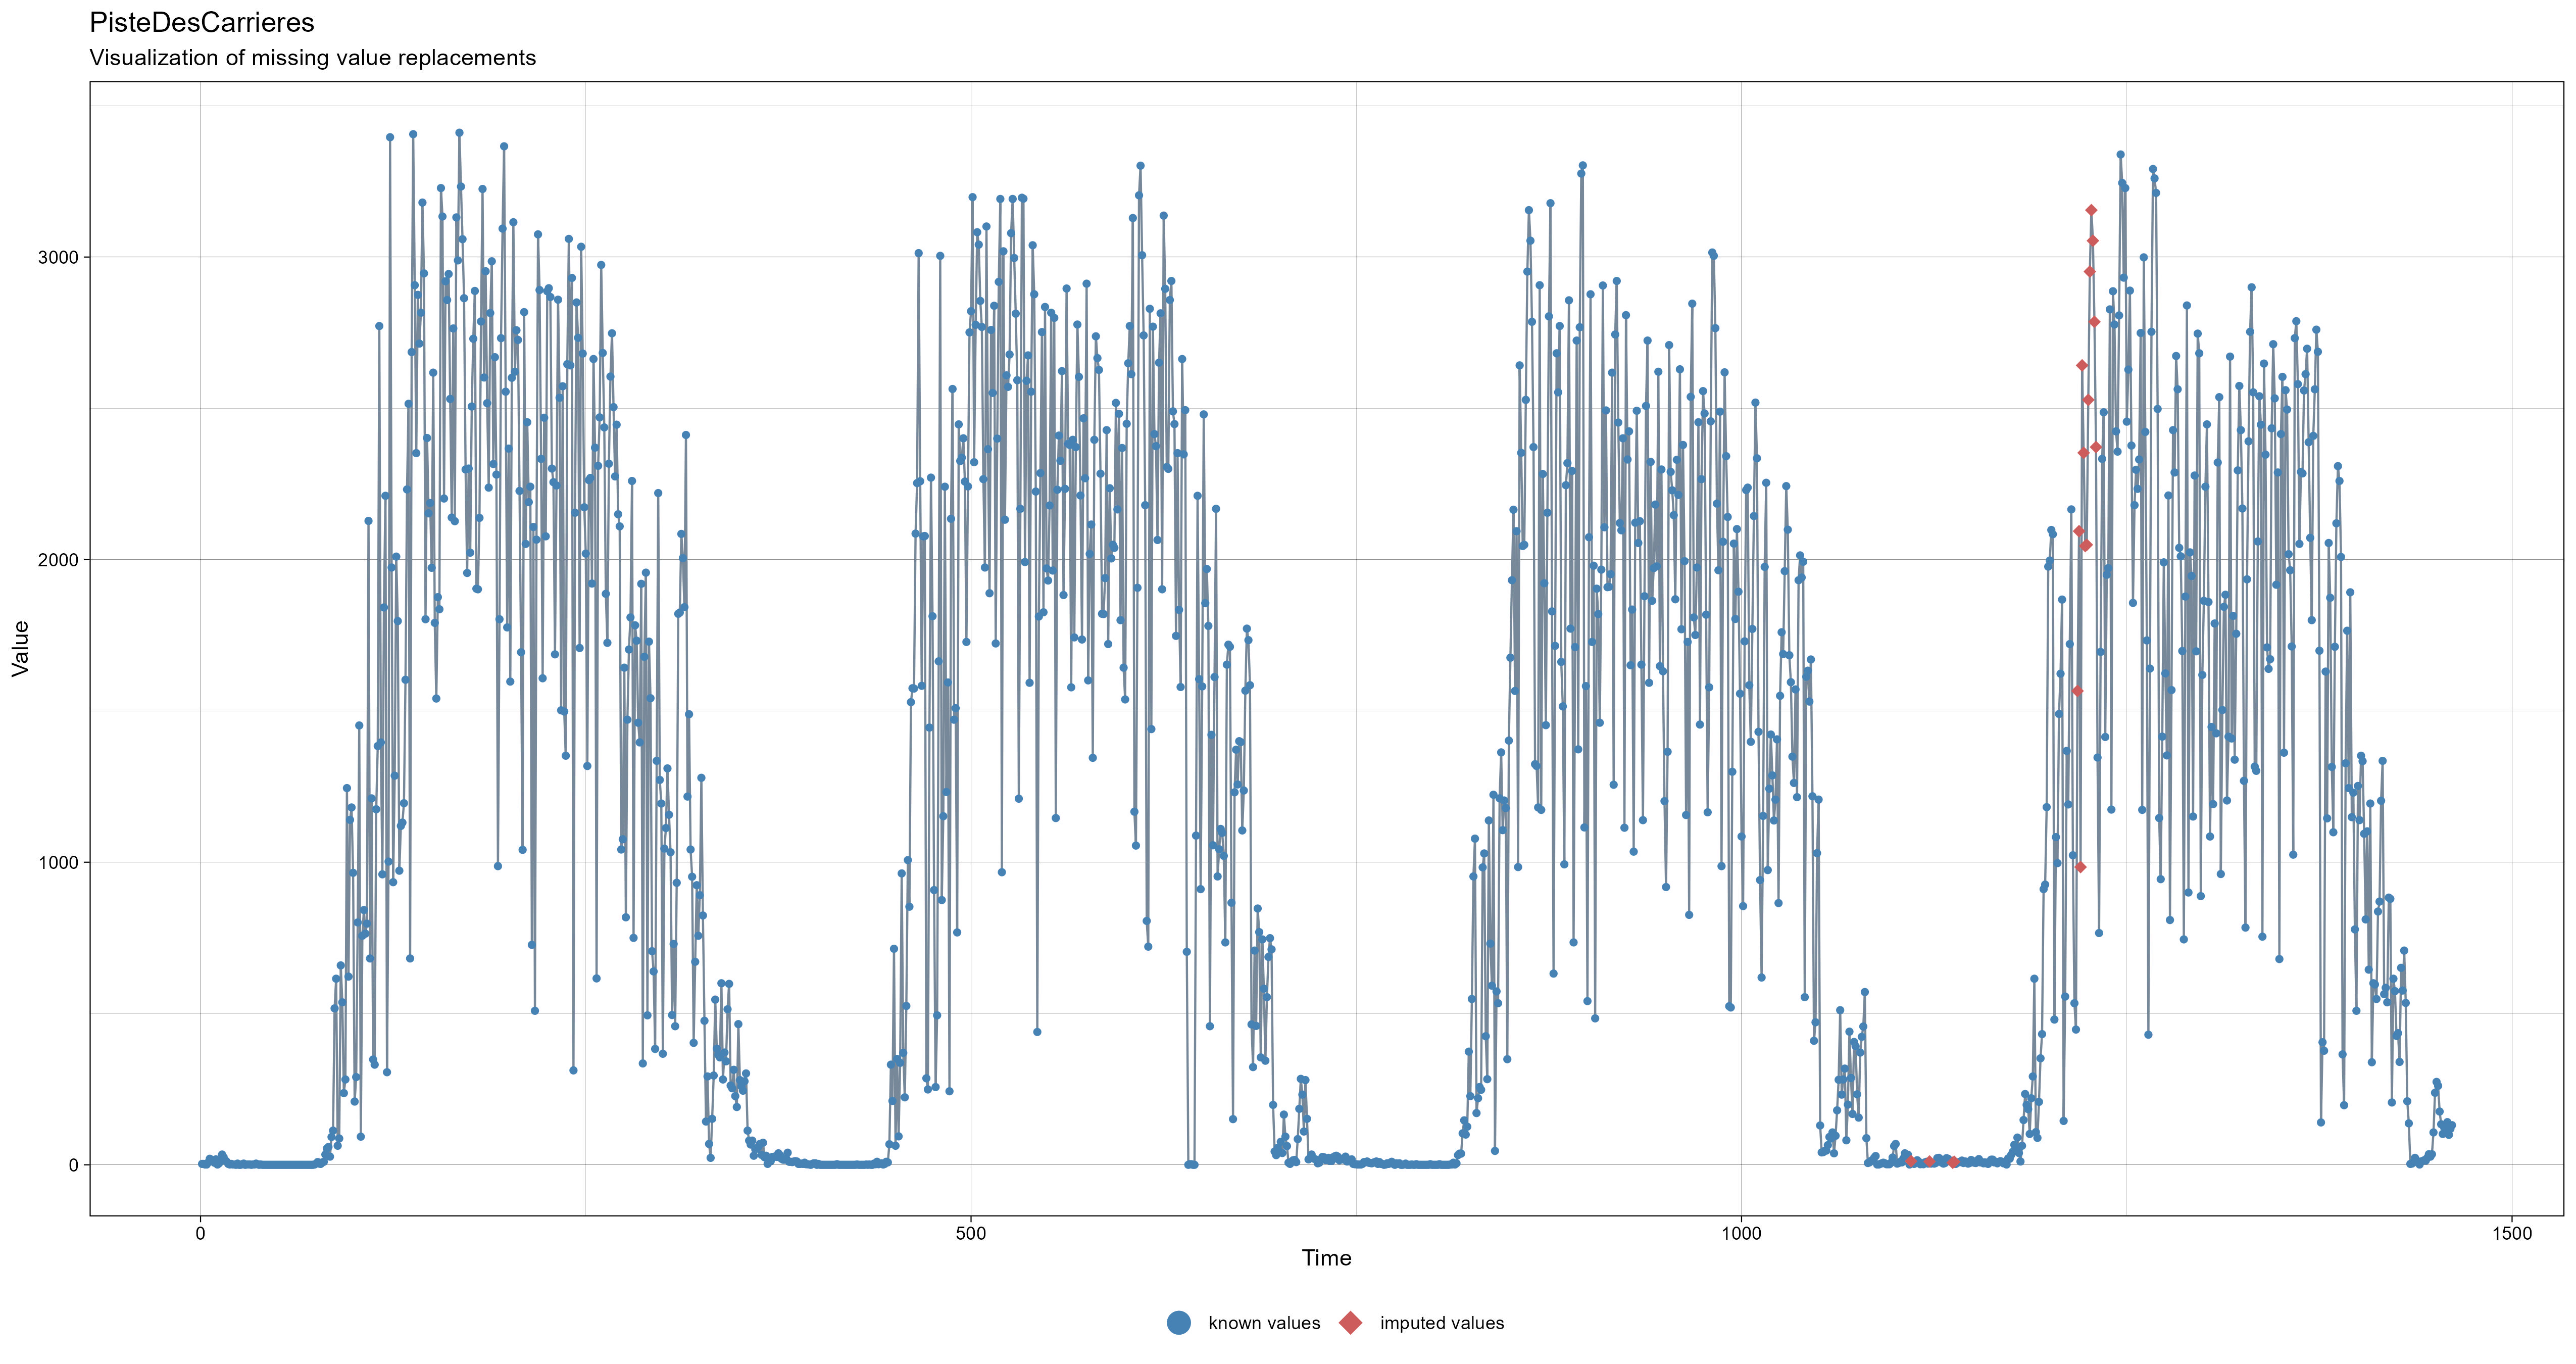 PisteDesCarrieres
Visualization of missing value replacements
Value
3000
2000
1000
0
0 500 1000 1500
Time
known values imputed values